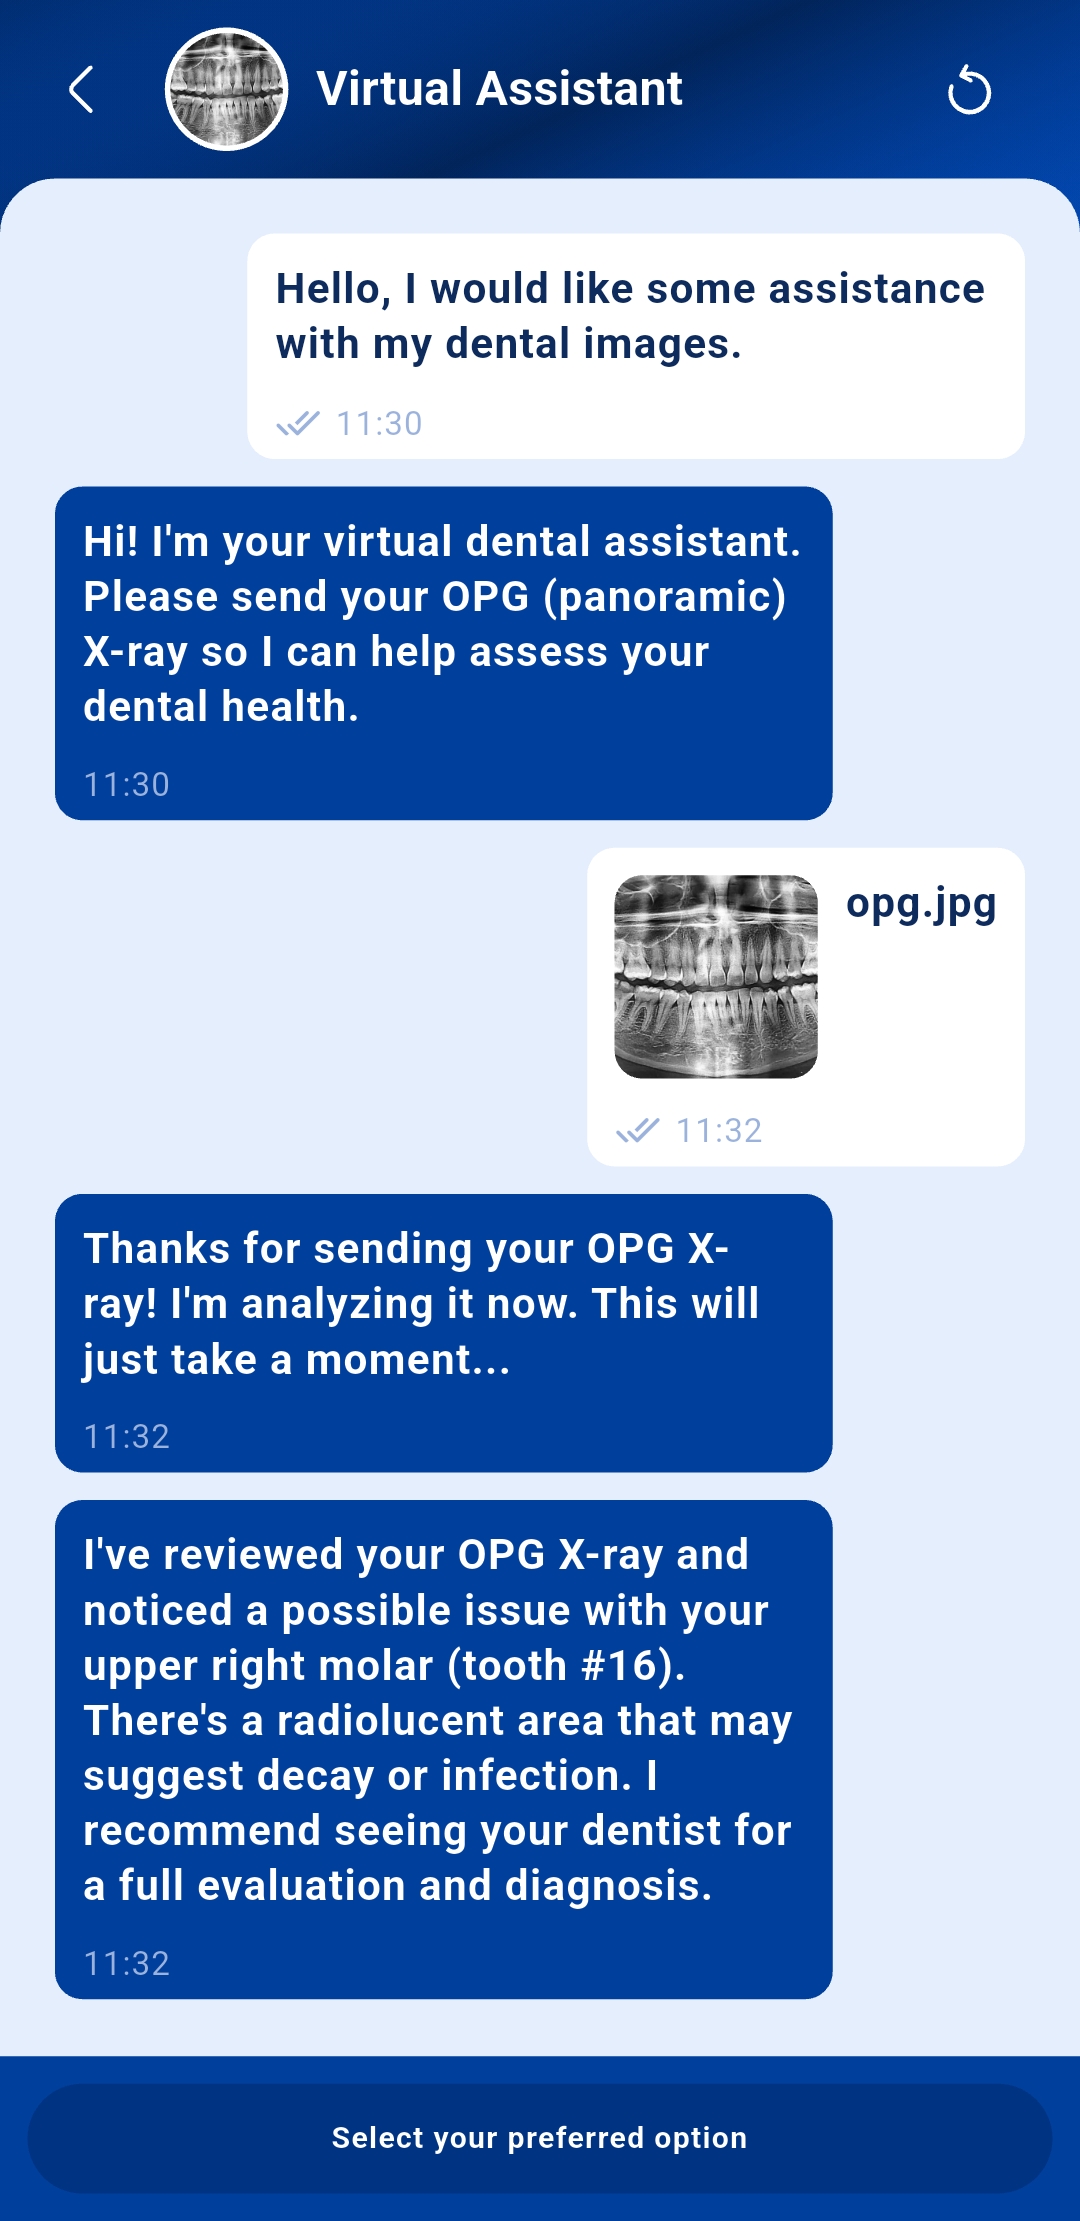 Virtual Assistant
Hello, I would like some assistance
with my dental images.
11:30
Hi! I'm your virtual dental assistant.
Please send your OPG (panoramic)
X-ray so I can help assess your
dental health.
11:30
opg.jpg
11:32
Thanks for sending your OPG X-
ray! I'm analyzing it now. This will
just take a moment...
11:32
I've reviewed your OPG X-ray and
noticed a possible issue with your
upper right molar (tooth #16).
There's a radiolucent area that may
suggest decay or infection. I
recommend seeing your dentist for
a full evaluation and diagnosis.
11:32
Select your preferred option